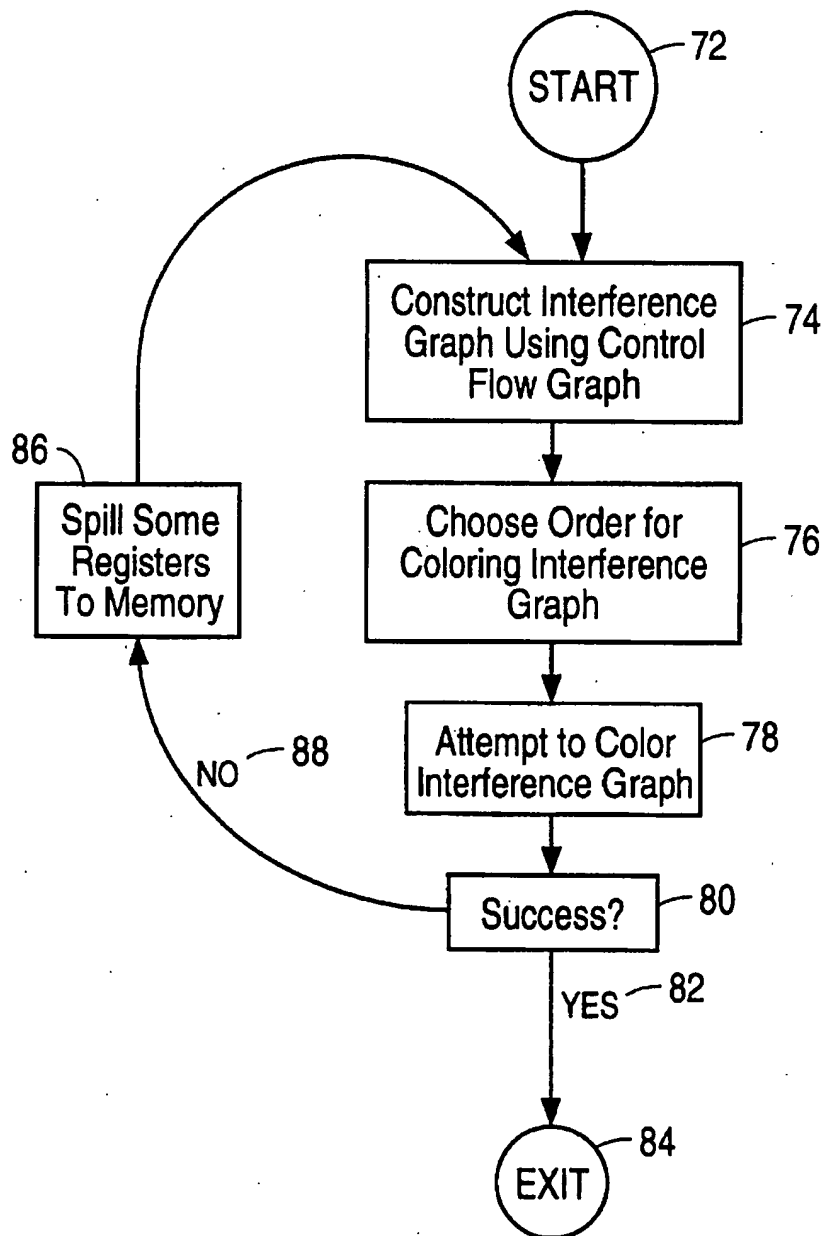 72
START
Construct Interference
Graph Using Control
Flow Graph
74
86
Spill Some
Registers
To Memory
Choose Order for
Coloring Interference
Graph
76
Attempt to Color
Interference Graph
78
NO
88
Success?
80
YES
82
EXIT
84